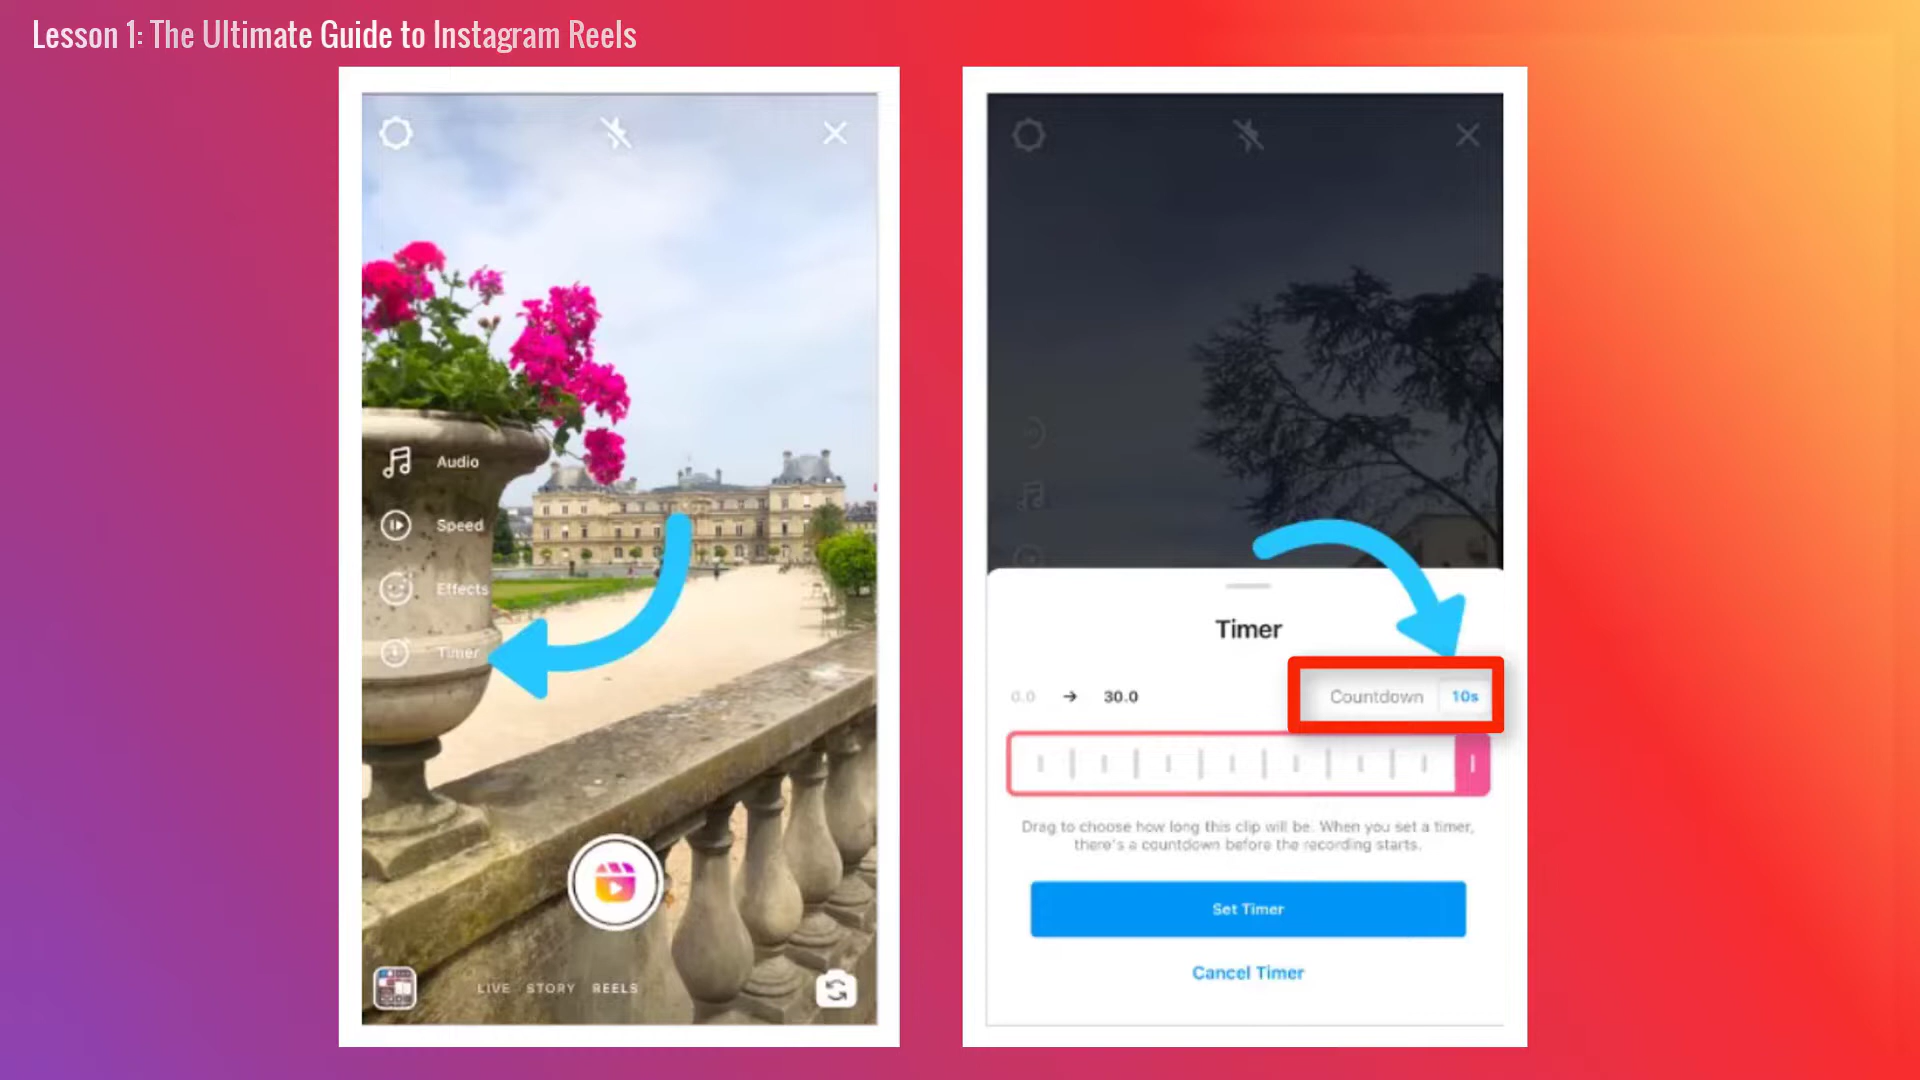 Lesson 1: The Ultimate Guide to Instagram Reels
Audio
Speed
Effects
Timer
LIVE STORY REELS
Timer
0.0 → 30.0
Countdown 10s
Drag to choose how long this clip will be. When you set a timer,
there's a countdown before the recording starts.
Set Timer
Cancel Timer